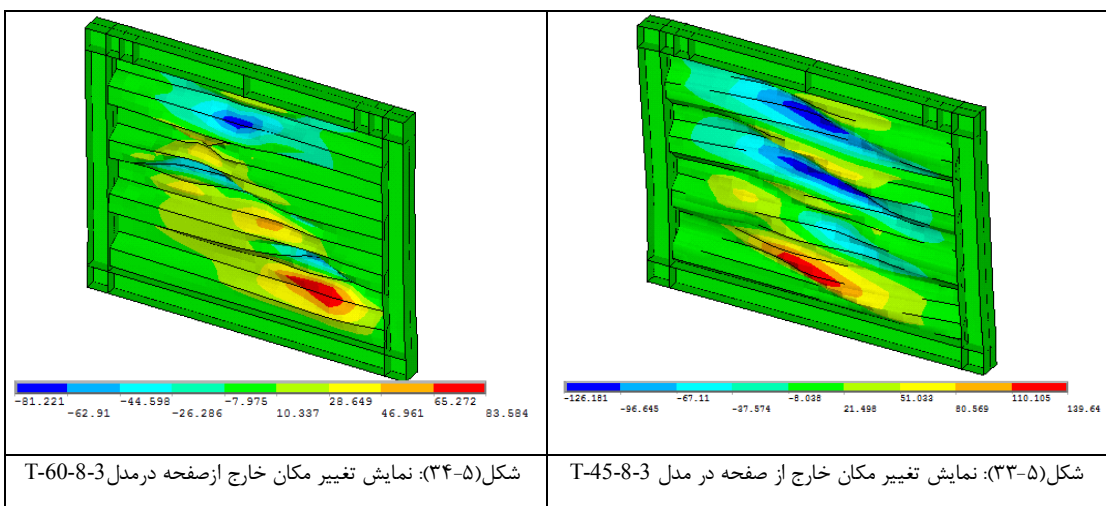 -81.221 -44.598 -7.975 28.649 65.272
-62.91 -26.286 10.337 46.961 83.584
-126.181 -67.11 -8.038 51.033 110.105
-96.645 -37.574 21.498 80.569 139.64
شکل(۵-۳۴): نمایش تغییر مکان خارج ازصفحه درمدلT-60-8-3
شکل(۵-۳۳): نمایش تغییر مکان خارج از صفحه در مدل T-45-8-3